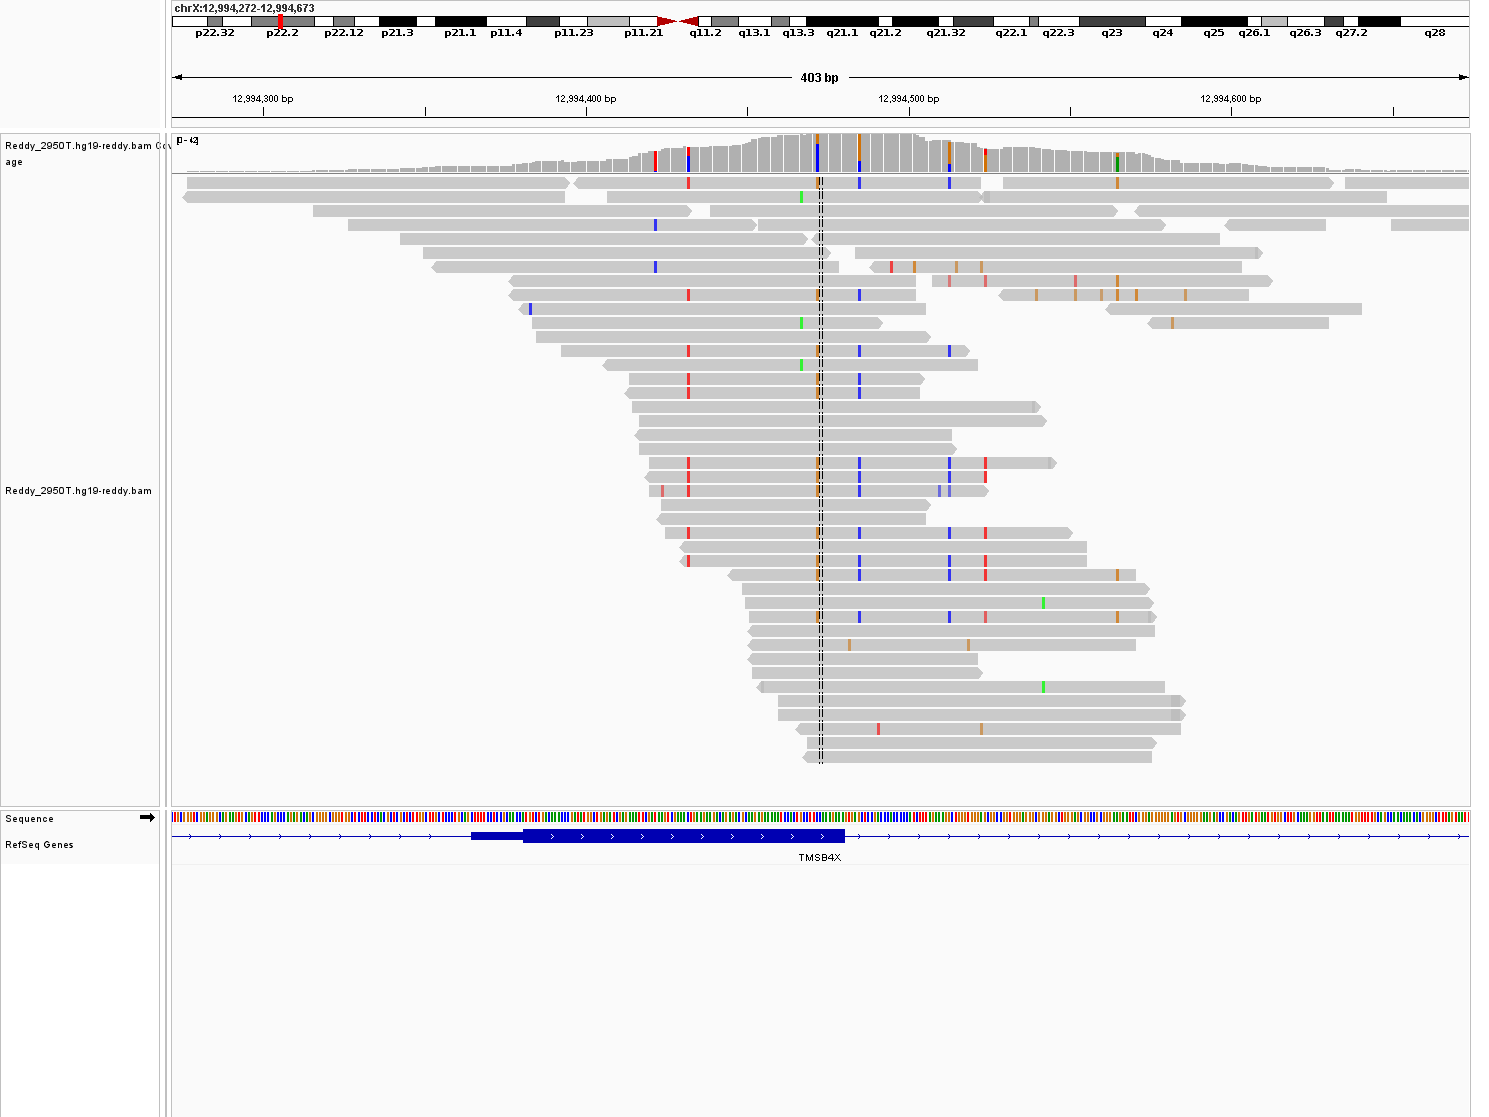 chrX:12,994,272-12,994,673
p22.32 p22.2 p22.12 p21.3 p21.1 p11.4 p11.23 p11.21 q11.2 q13.1 q13.3 q21.1 q21.2 q21.32 q22.1 q22.3 q23 q24 q25 q26.1 q26.3 q27.2 q28
403 bp
12,994,300 bp 12,994,400 bp 12,994,500 bp 12,994,600 bp
[0 - 42]
Reddy_2950T.hg19-reddy.bam Cov
age
Reddy_2950T.hg19-reddy.bam
Sequence
RefSeq Genes
TMSB4X